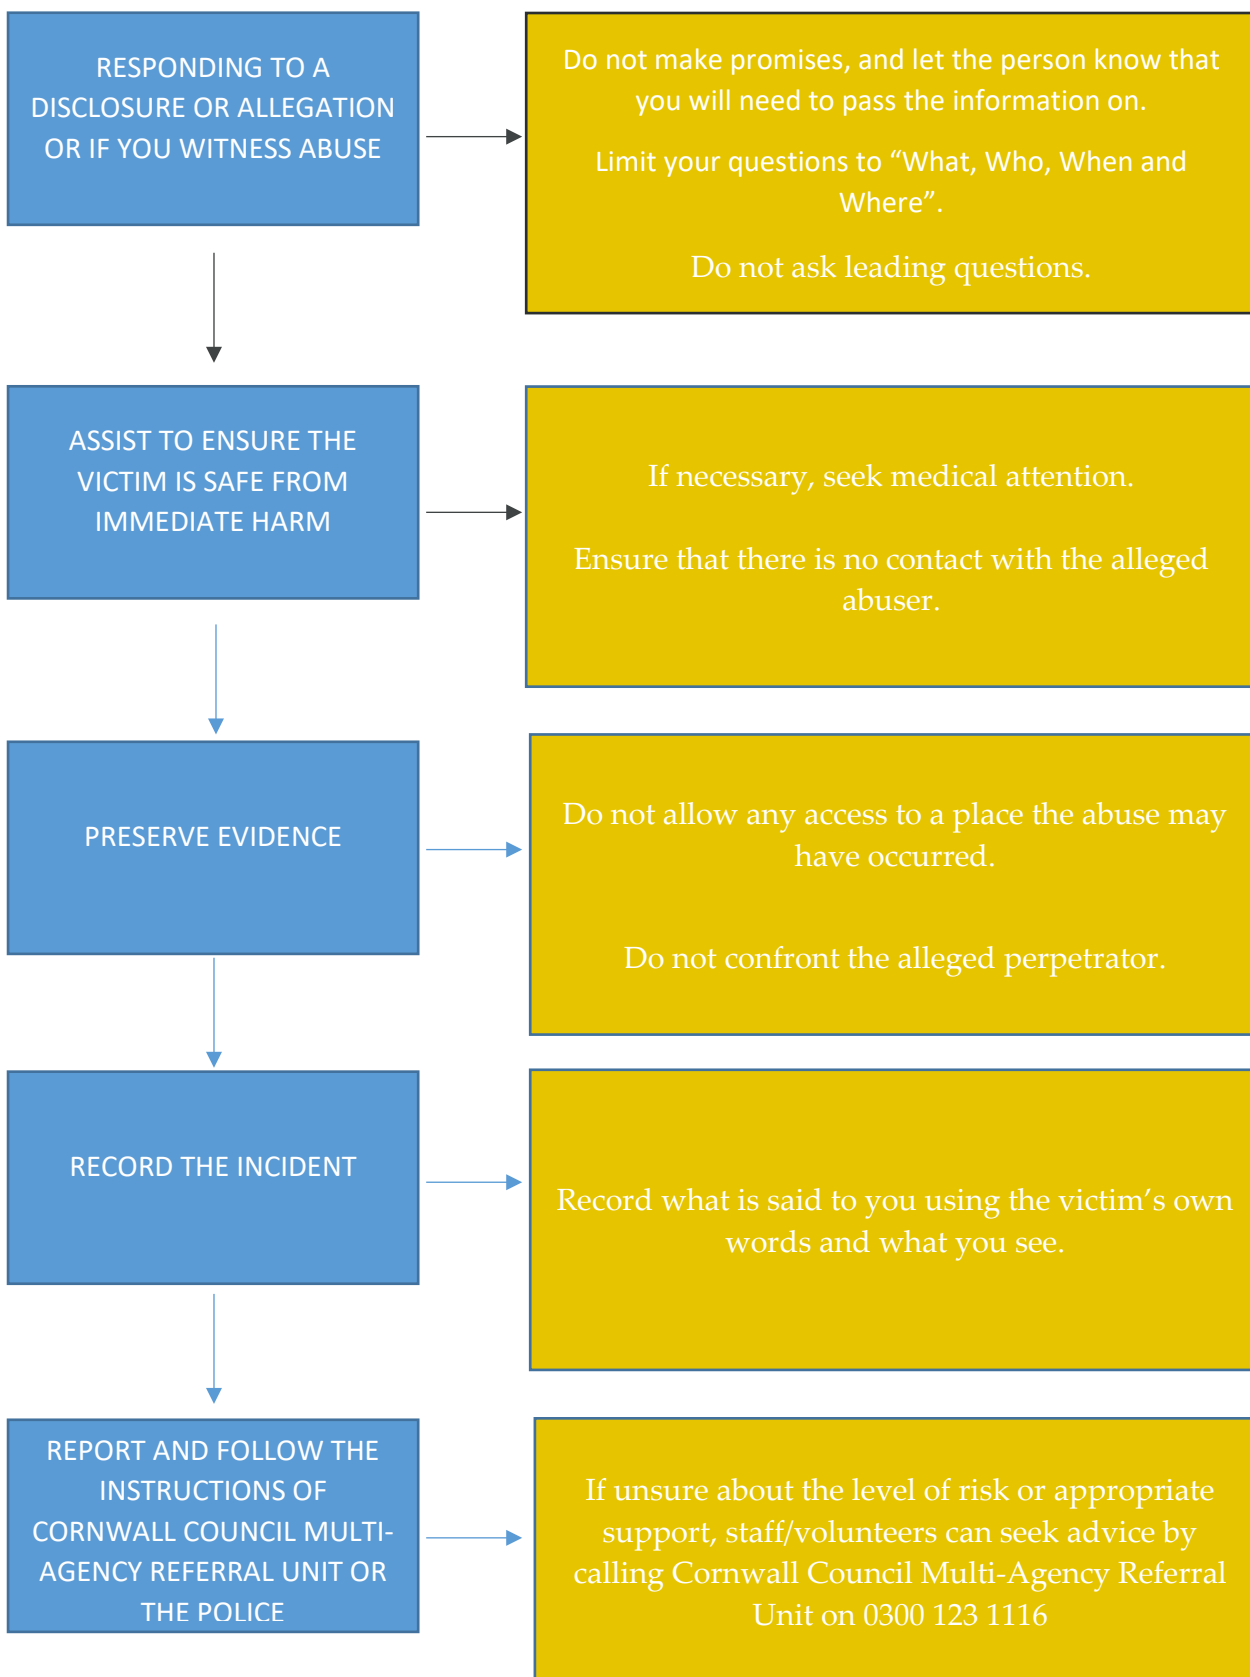 RESPONDING TO A
DISCLOSURE OR ALLEGATION
OR IF YOU WITNESS ABUSE
Do not make promises, and let the person know that
you will need to pass the information on.
Limit your questions to “What, Who, When and
Where”.
Do not ask leading questions.
ASSIST TO ENSURE THE
VICTIM IS SAFE FROM
IMMEDIATE HARM
If necessary, seek medical attention.
Ensure that there is no contact with the alleged
abuser.
PRESERVE EVIDENCE
Do not allow any access to a place the abuse may
have occurred.
Do not confront the alleged perpetrator.
RECORD THE INCIDENT
Record what is said to you using the victim’s own
words and what you see.
REPORT AND FOLLOW THE
INSTRUCTIONS OF
CORNWALL COUNCIL MULTI-
AGENCY REFERRAL UNIT OR
THE POLICE
If unsure about the level of risk or appropriate
support, staff/volunteers can seek advice by
calling Cornwall Council Multi-Agency Referral
Unit on 0300 123 1116